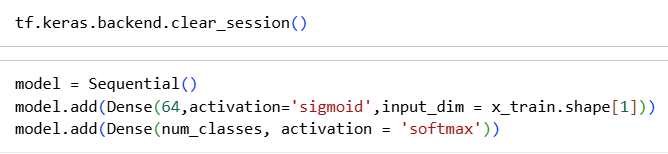 tf.keras.backend.clear_session()
model = Sequential()
model.add(Dense(64,activation='sigmoid',input_dim = x_train.shape[1]))
model.add(Dense(num_classes, activation = 'softmax'))